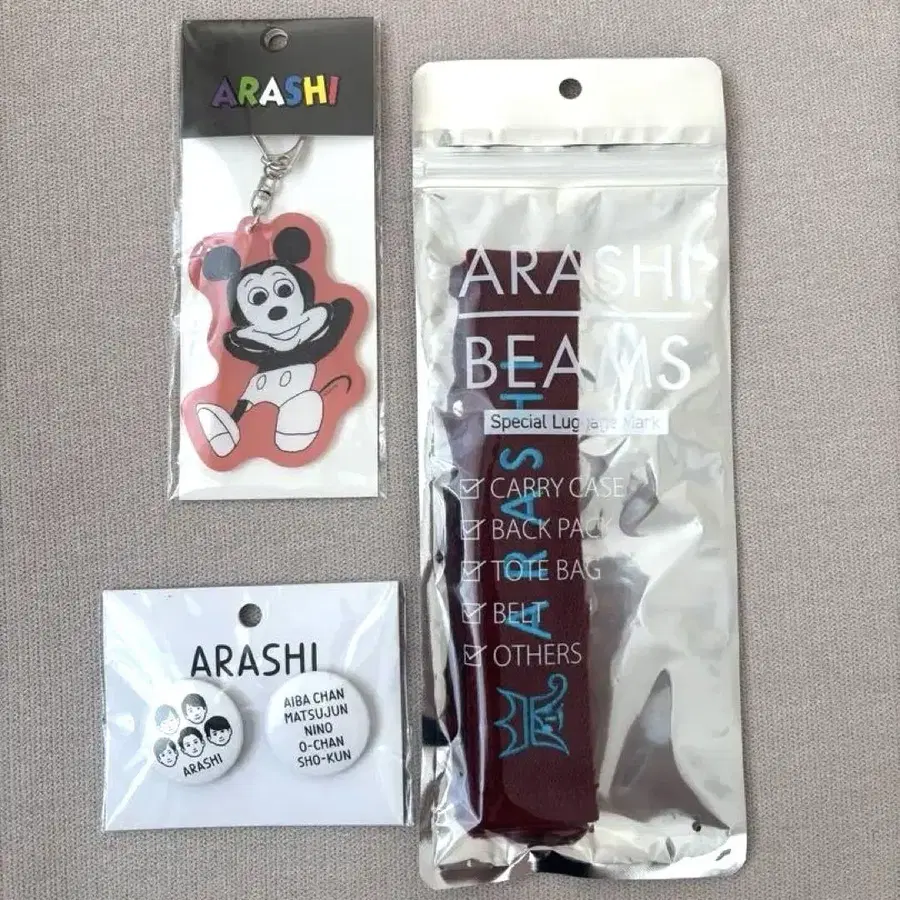 ARASHI
ARASHI
BEAMS
Special Luggage Mark
CARRY CASE
BACK PACK
TOTE BAG
BELT
OTHERS
ARASHI
ARASHI
ARASHI
AIBA CHAN
MATSUJUN
NINO
O-CHAN
SHO-KUN